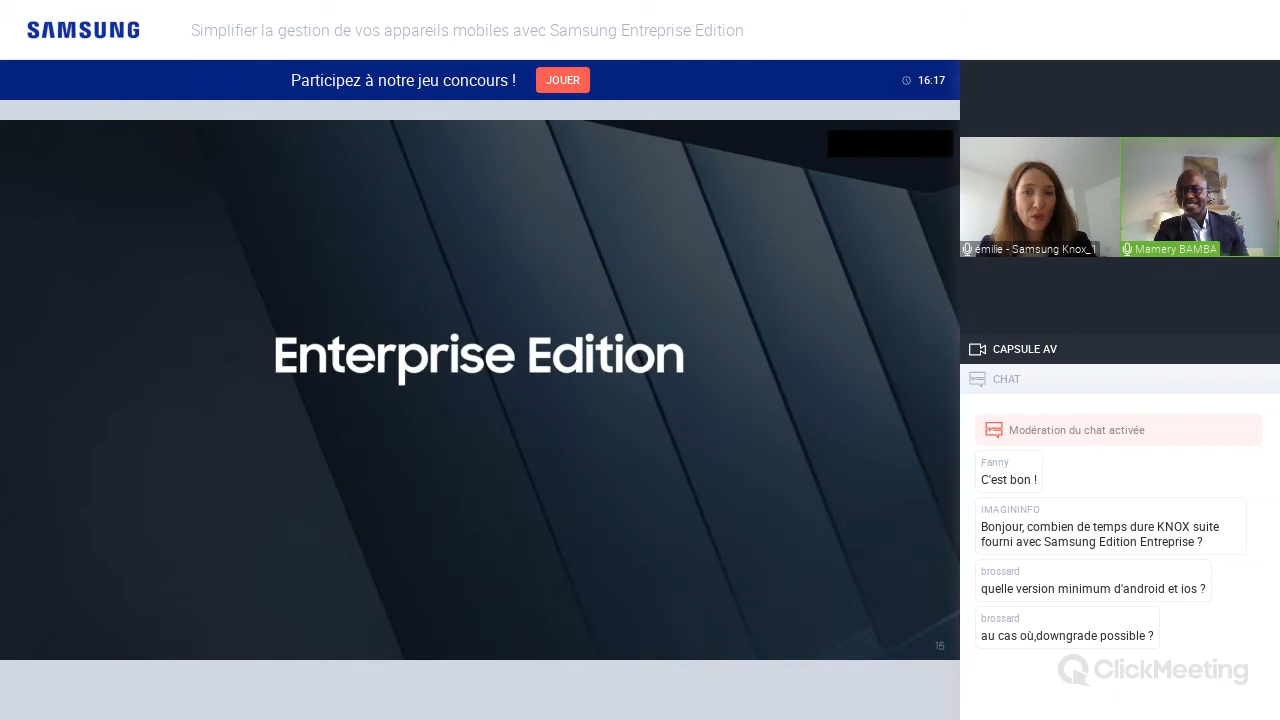 SAMSUNG
Simplifier la gestion de vos appareils mobiles avec Samsung Entreprise Edition
Participez à notre jeu concours !
JOUER
16:17
Enterprise Edition
15
émilie - Samsung Knox_1
Mamery BAMBA
CAPSULE AV
CHAT
Modération du chat activée
Fanny
C'est bon !
IMAGININFO
Bonjour, combien de temps dure KNOX suite
fourni avec Samsung Edition Entreprise ?
brossard
quelle version minimum d'android et ios ?
brossard
au cas où,downgrade possible ?
ClickMeeting